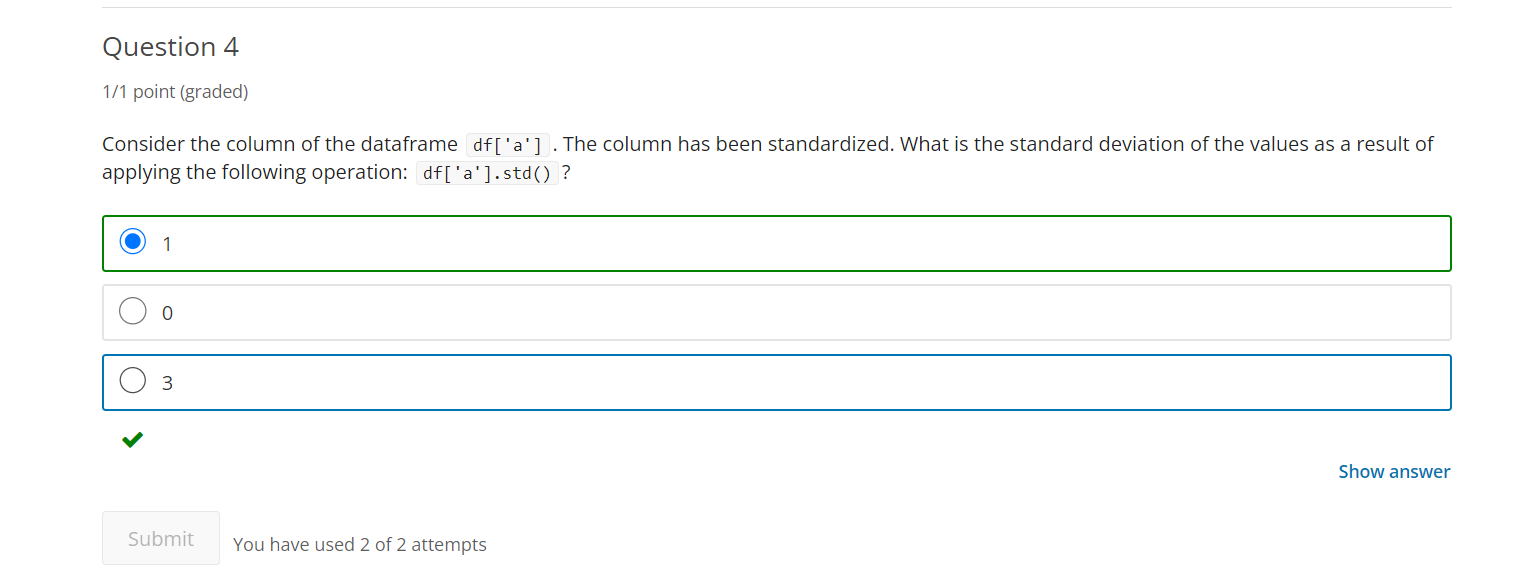 Question 4
1/1 point (graded)
Consider the column of the dataframe df['a']. The column has been standardized. What is the standard deviation of the values as a result of
applying the following operation: df['a'].std()?
1
0
3
Show answer
Submit
You have used 2 of 2 attempts